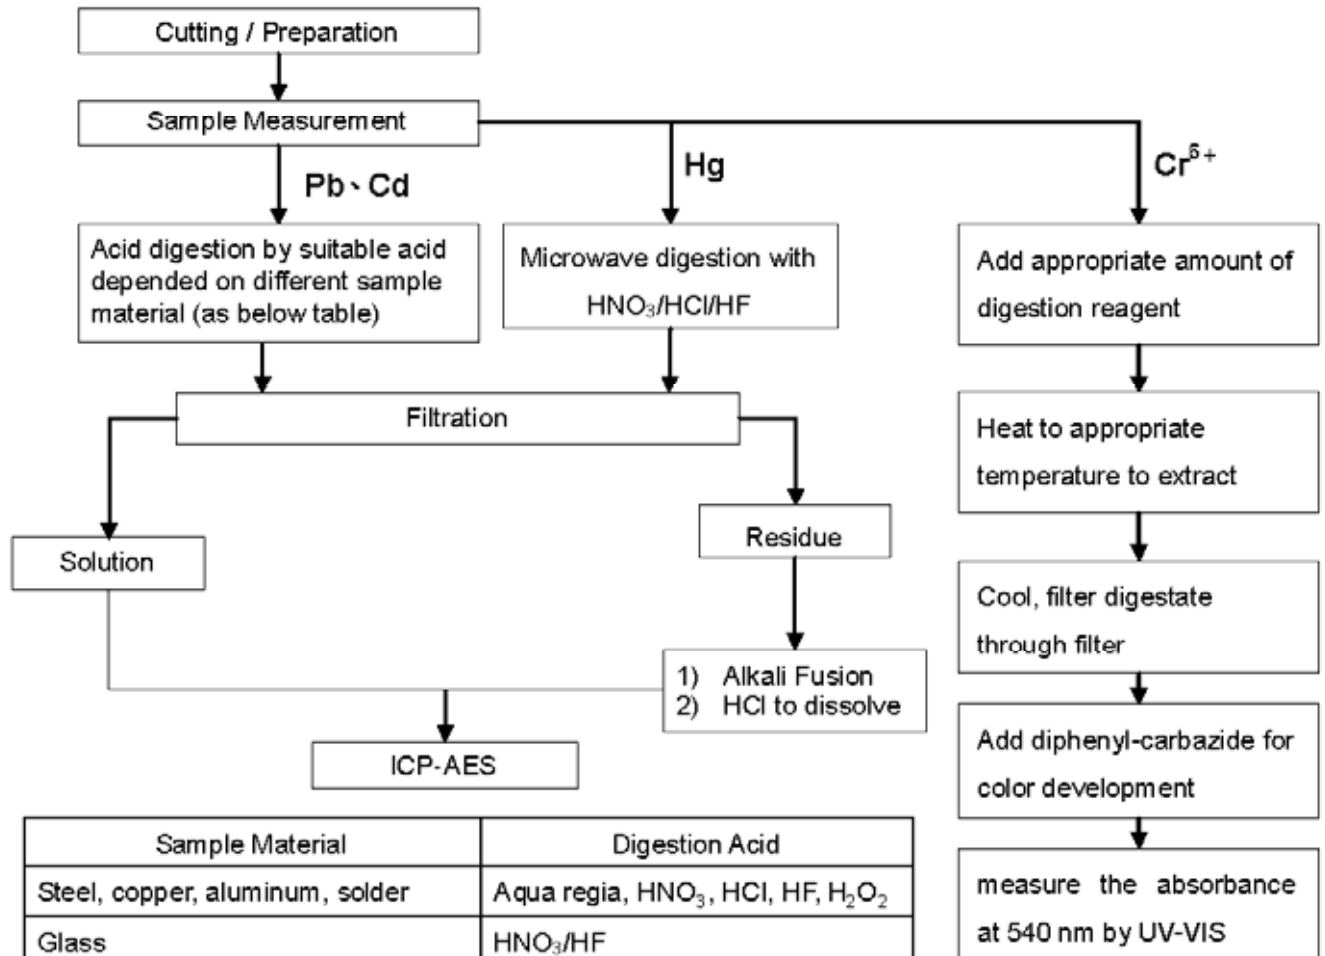 Cutting / Preparation
Sample Measurement
Pb、Cd
Hg
Cr⁶⁺
Acid digestion by suitable acid
depended on different sample
material (as below table)
Microwave digestion with
HNO₃/HCl/HF
Add appropriate amount of
digestion reagent
Filtration
Heat to appropriate
temperature to extract
Solution
Residue
Cool, filter digestate
through filter
1) Alkali Fusion
2) HCl to dissolve
ICP-AES
Add diphenyl-carbazide for
color development
measure the absorbance
at 540 nm by UV-VIS
Sample Material Digestion Acid
Steel, copper, aluminum, solder Aqua regia, HNO₃, HCl, HF, H₂O₂
Glass HNO₃/HF